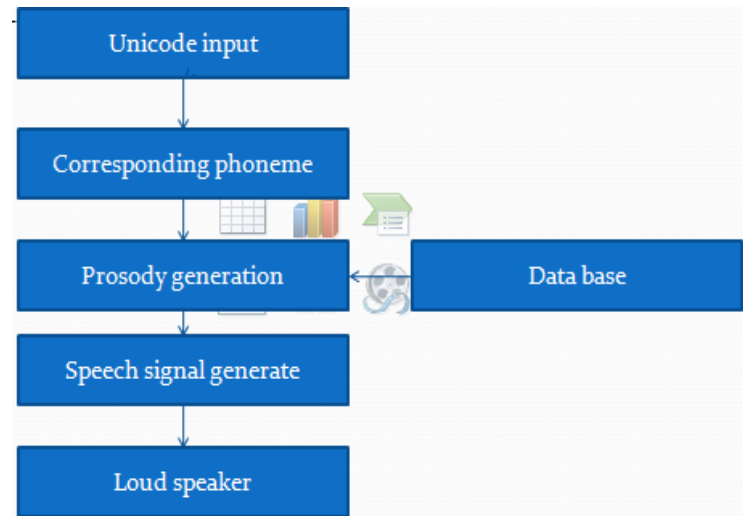 Unicode input
Corresponding phoneme
Prosody generation
Data base
Speech signal generate
Loud speaker